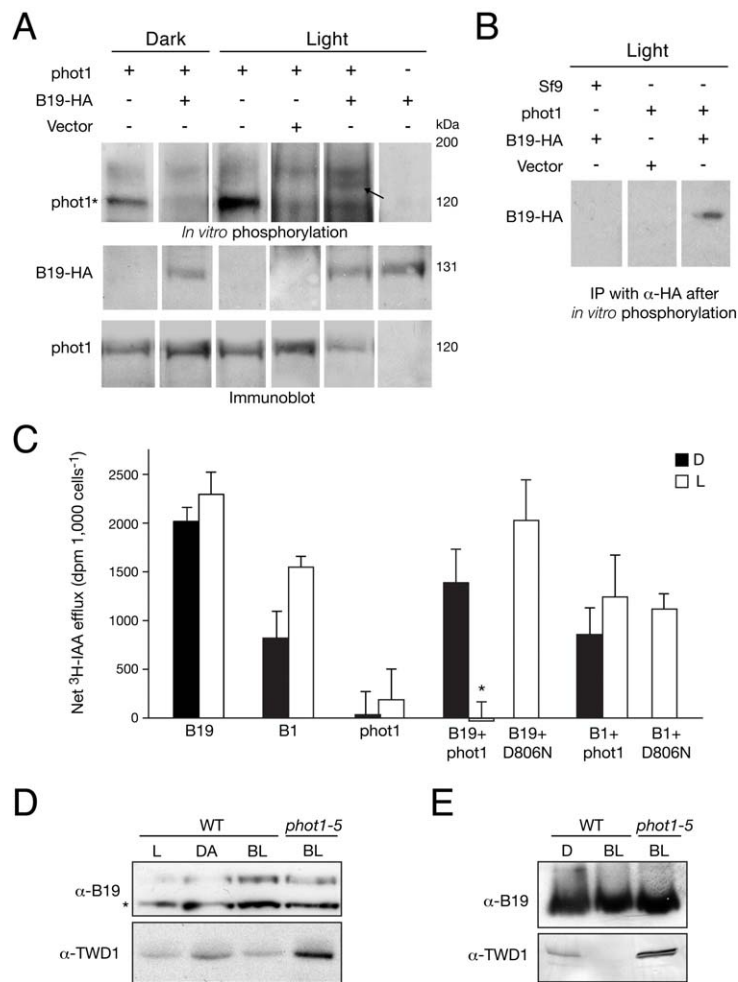 A
Dark Light
phot1 + + + + + -
B19-HA - + - - + +
Vector - - - + - -
kDa
200
phot1* 120
In vitro phosphorylation
B19-HA 131
phot1 120
Immunoblot
B
Light
Sf9 + - -
phot1 - + +
B19-HA + - +
Vector - + -
B19-HA
IP with α-HA after
in vitro phosphorylation
C
Net ³H-IAA efflux (dpm 1,000 cells⁻¹)
2500
2000
1500
1000
500
0
D
L
*
B19 B1 phot1 B19+ B19+ B1+ B1+
phot1 D806N phot1 D806N
D
WT phot1-5
L DA BL BL
α-B19
*
α-TWD1
E
WT phot1-5
D BL BL
α-B19
α-TWD1